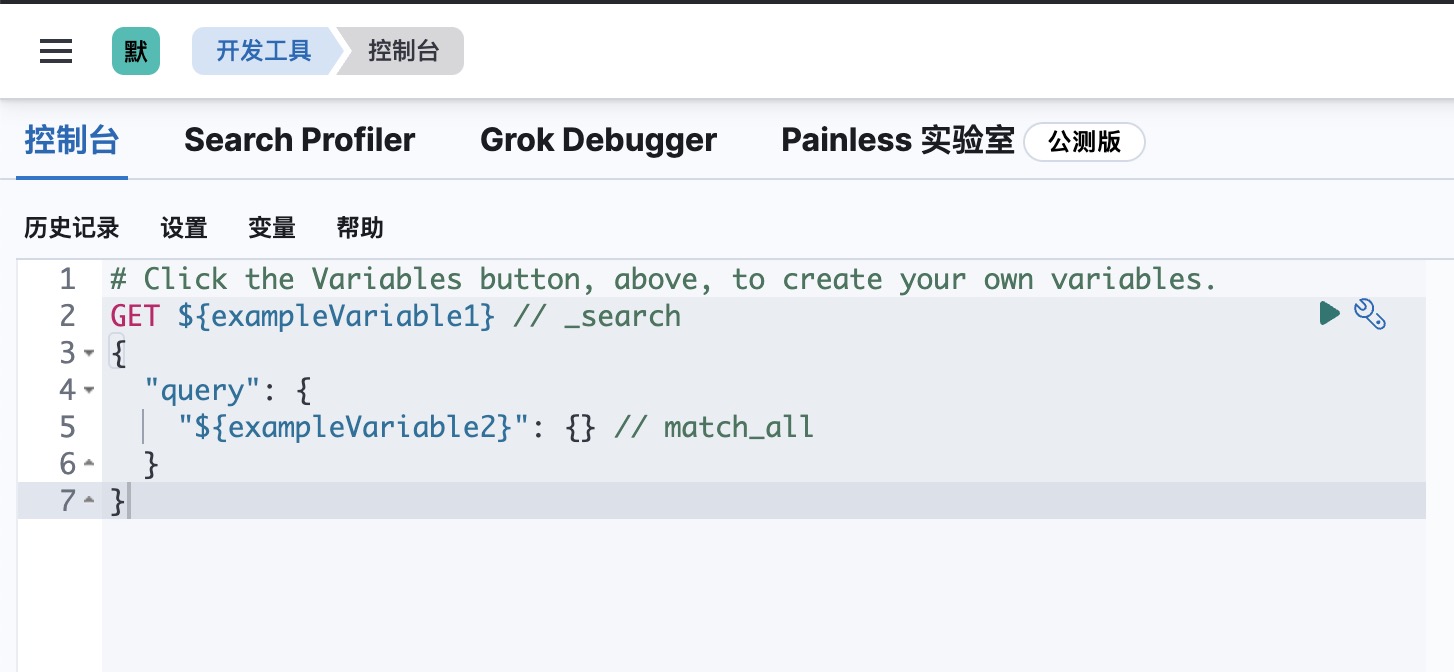 默 开发工具 控制台
控制台 Search Profiler Grok Debugger Painless 实验室 公测版
历史记录 设置 变量 帮助
1 # Click the Variables button, above, to create your own variables.
2 GET ${exampleVariable1} // _search
3 {
4 "query": {
5 "${exampleVariable2}": {} // match_all
6 }
7 }